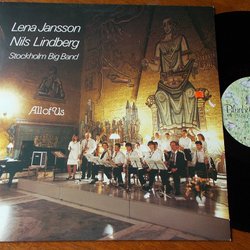 Lena Jansson
Nils Lindberg
Stockholm Big Band
All of Us